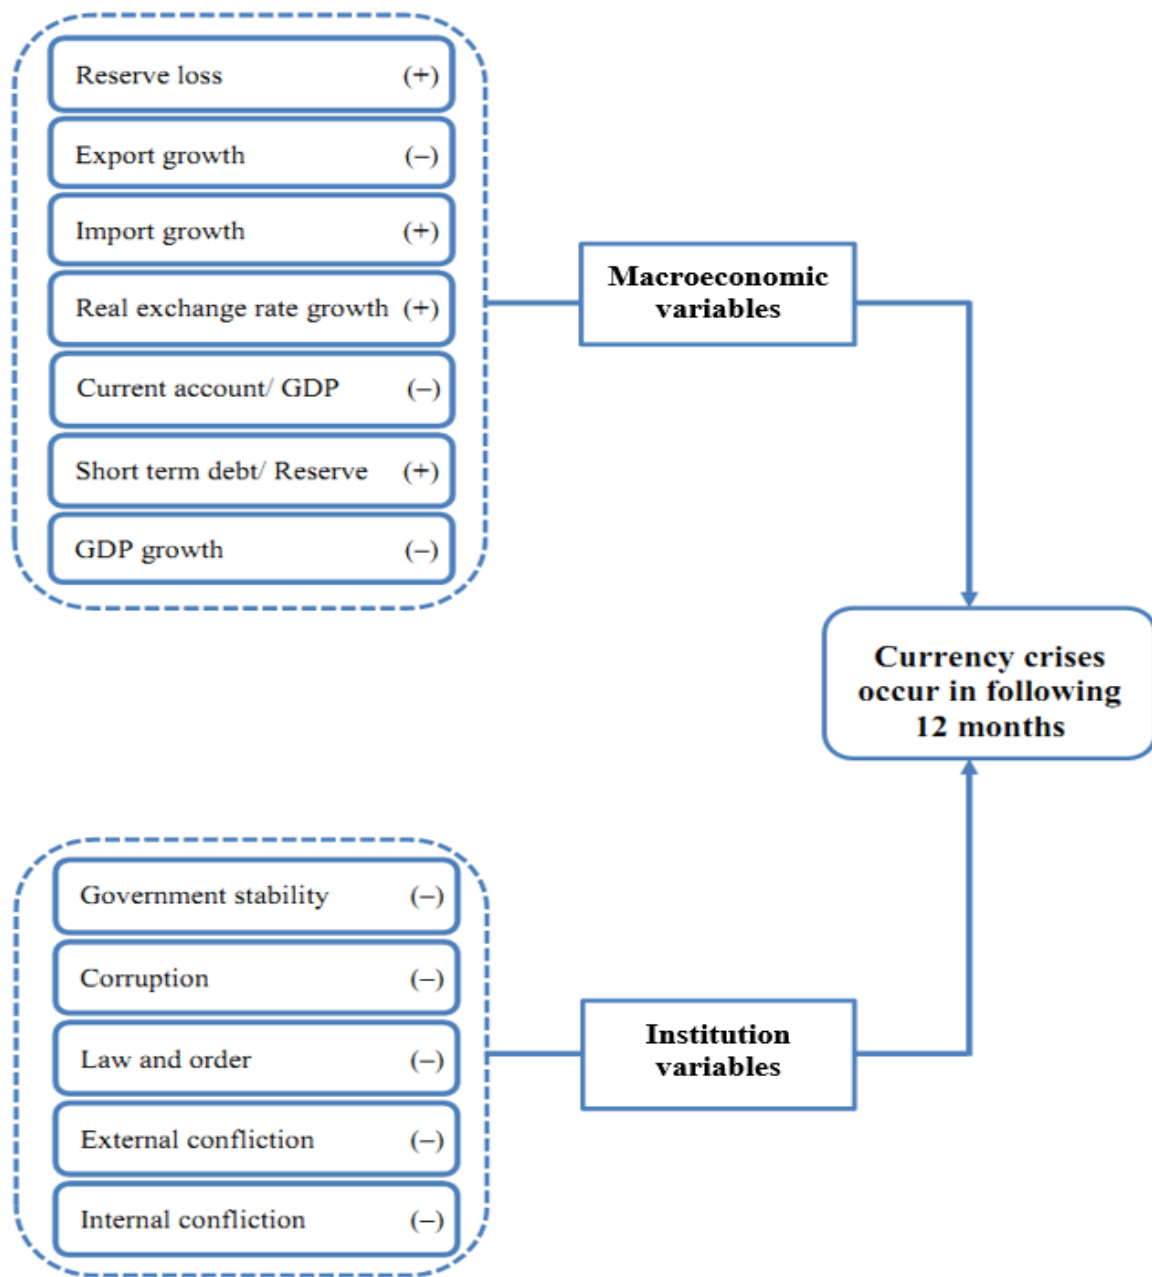 Reserve loss (+)
Export growth (–)
Import growth (+)
Real exchange rate growth (+)
Current account/ GDP (–)
Short term debt/ Reserve (+)
GDP growth (–)
Macroeconomic
variables
Currency crises
occur in following
12 months
Government stability (–)
Corruption (–)
Law and order (–)
External confliction (–)
Internal confliction (–)
Institution
variables